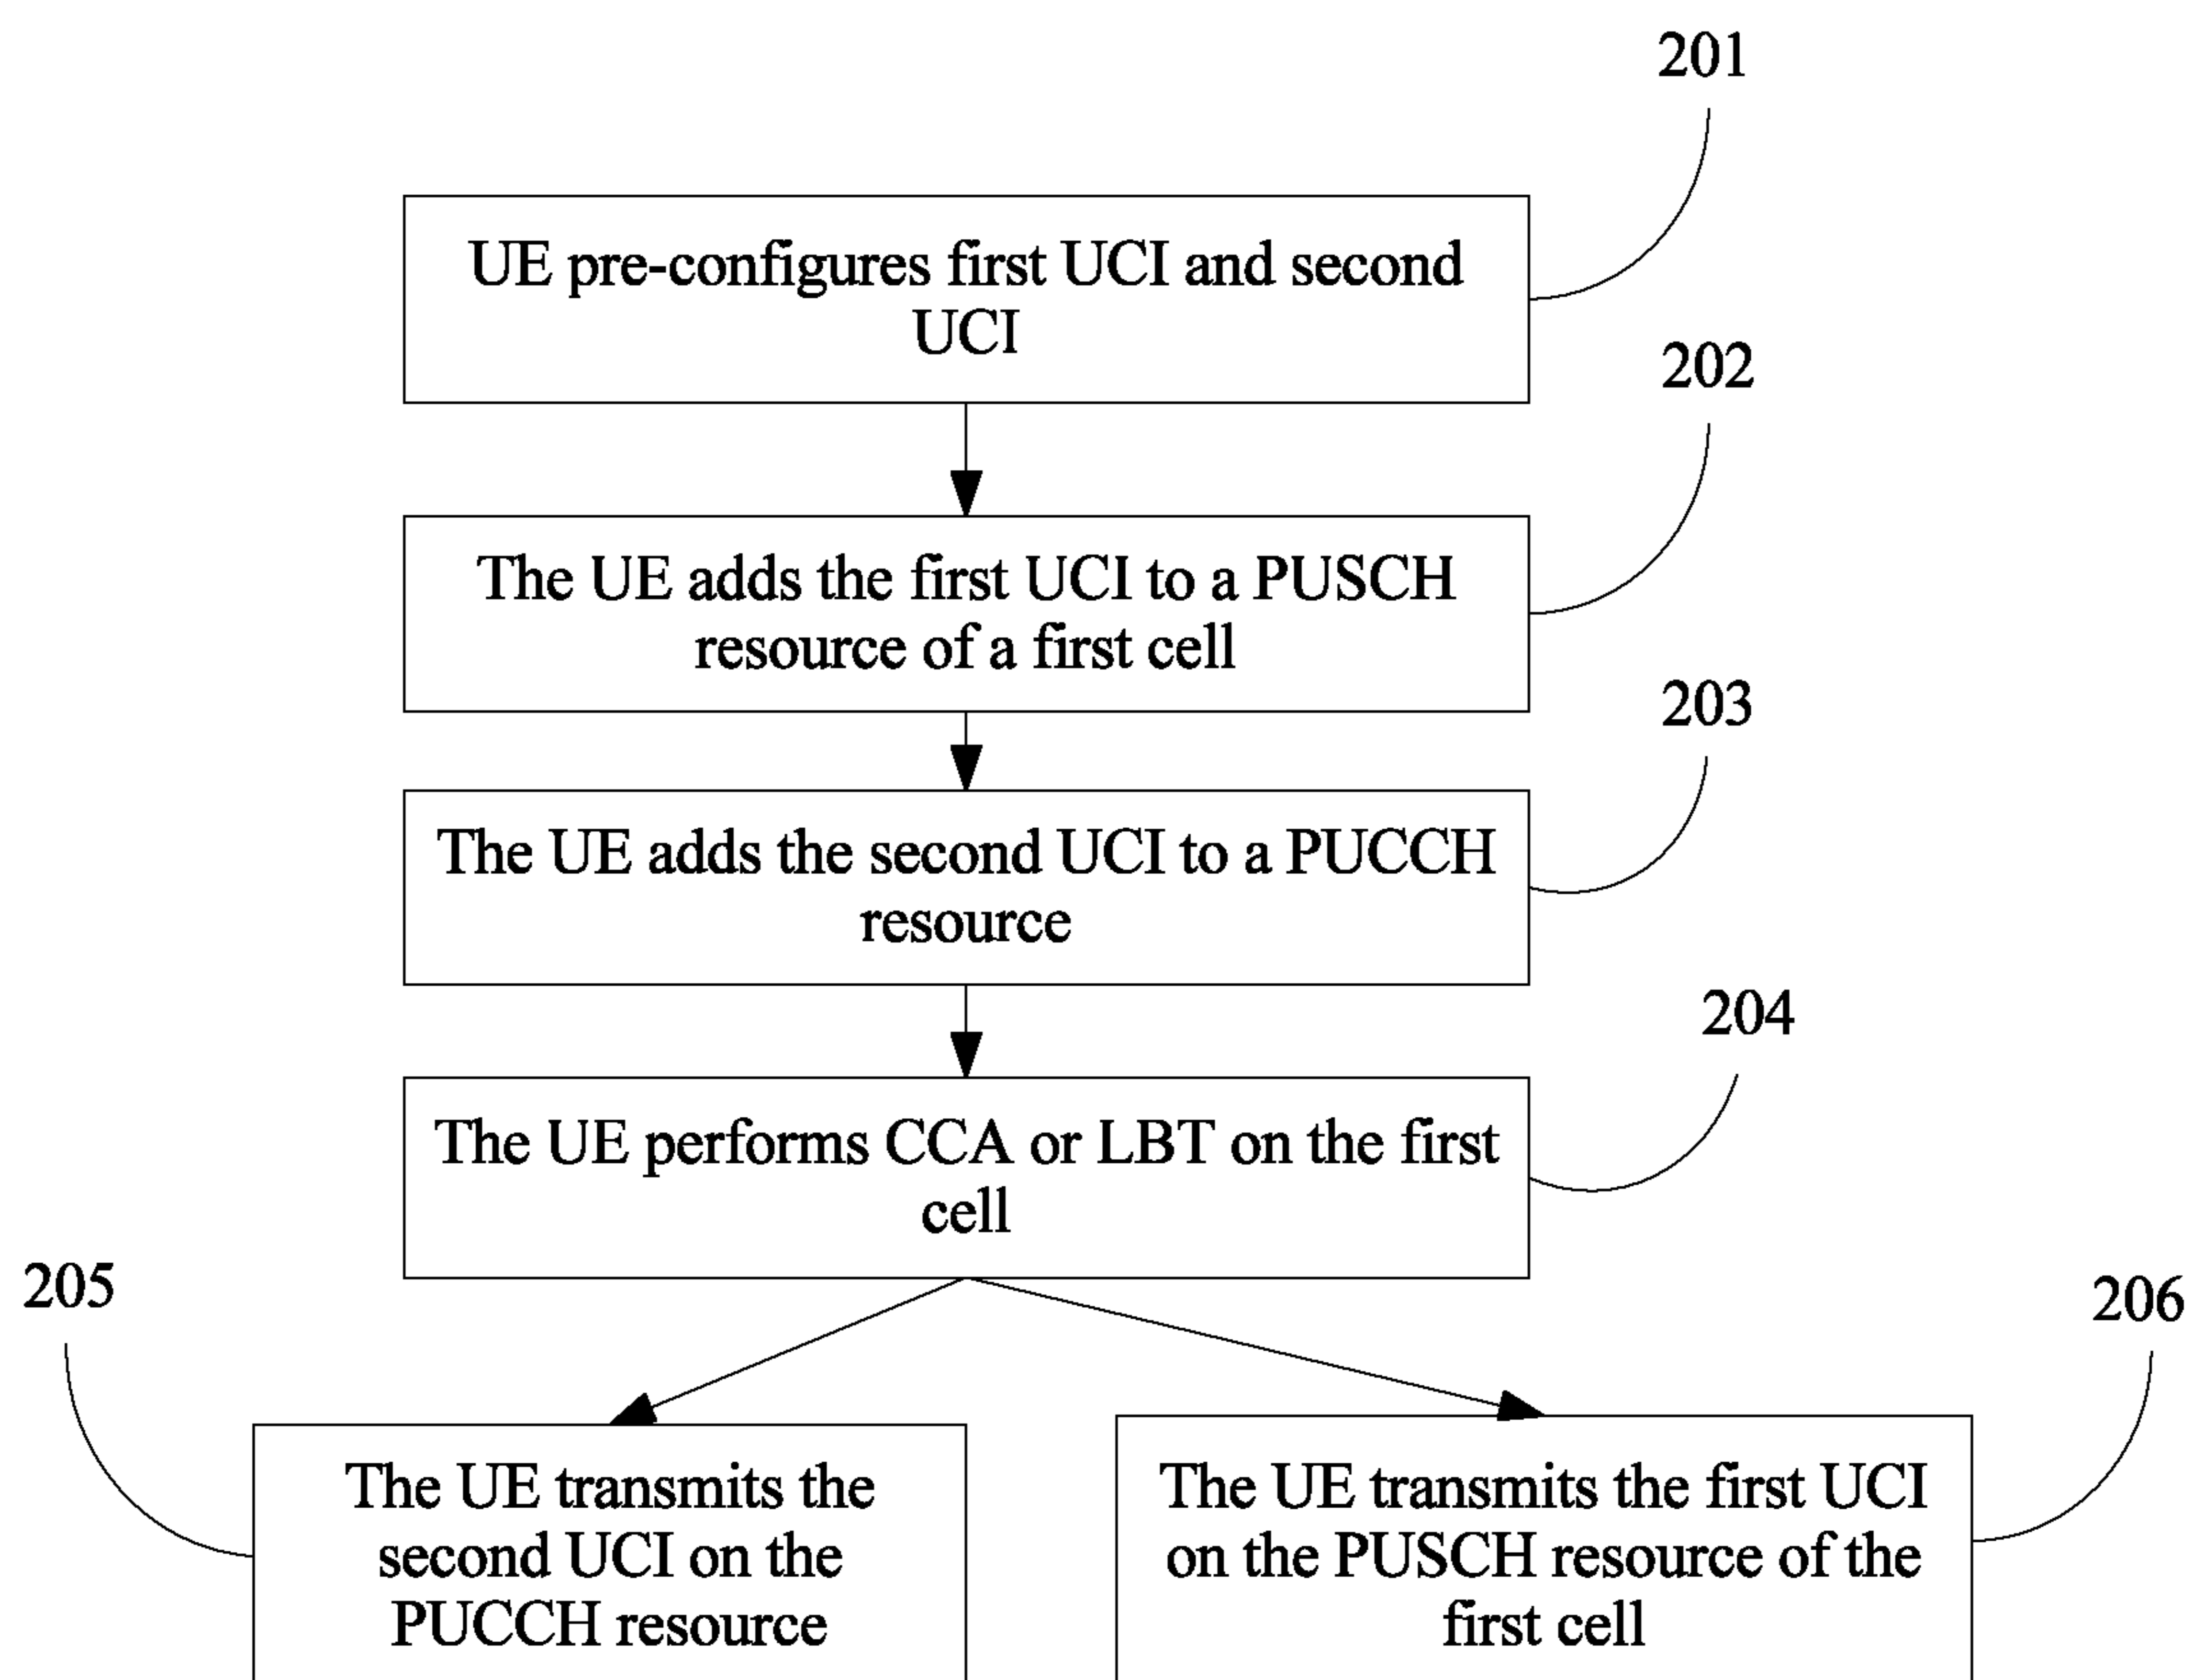 201
UE pre-configures first UCI and second
UCI
202
The UE adds the first UCI to a PUSCH
resource of a first cell
203
The UE adds the second UCI to a PUCCH
resource
204
The UE performs CCA or LBT on the first
cell
205
206
The UE transmits the
second UCI on the
PUCCH resource
The UE transmits the first UCI
on the PUSCH resource of the
first cell